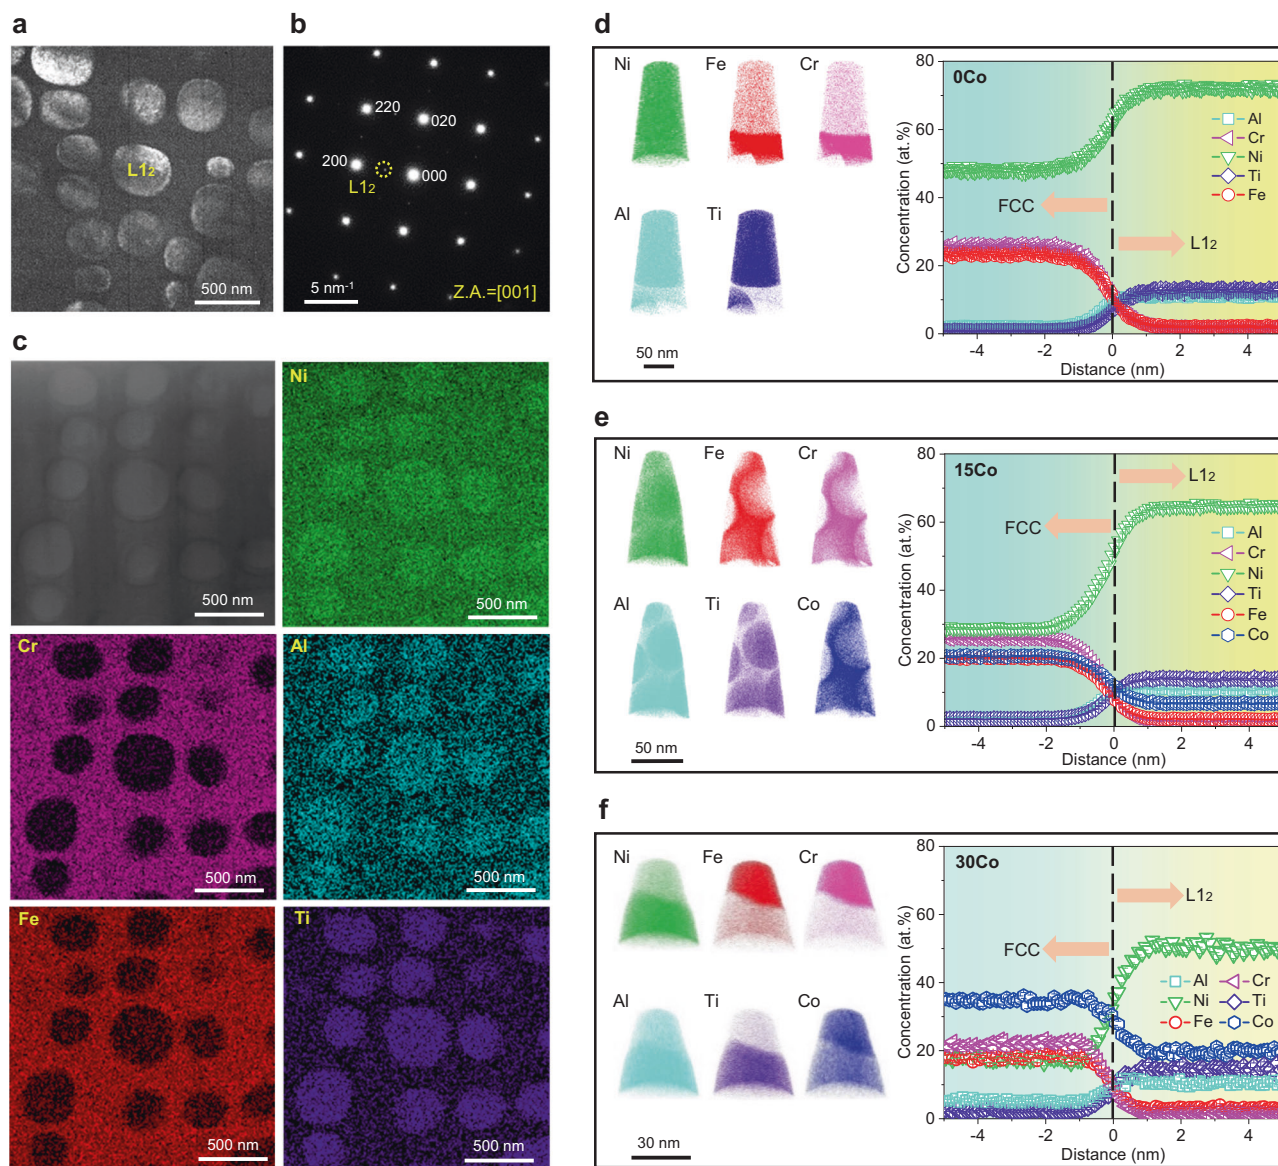 a
L1₂
500 nm
b
220
020
200
000
L1₂
5 nm⁻¹
Z.A.=[001]
c
500 nm
Ni
500 nm
Cr
500 nm
Al
500 nm
Fe
500 nm
Ti
500 nm
d
Ni
Fe
Cr
Al
Ti
50 nm
Concentration (at.%)
80
60
40
20
0
0Co
Al
Cr
Ni
Ti
Fe
FCC
L1₂
-4
-2
0
2
4
Distance (nm)
e
Ni
Fe
Cr
Al
Ti
Co
50 nm
Concentration (at.%)
80
60
40
20
0
15Co
L1₂
FCC
Al
Cr
Ni
Ti
Fe
Co
-4
-2
0
2
4
Distance (nm)
f
Ni
Fe
Cr
Al
Ti
Co
30 nm
Concentration (at.%)
80
60
40
20
0
30Co
L1₂
FCC
Al
Cr
Ni
Ti
Fe
Co
-4
-2
0
2
4
Distance (nm)